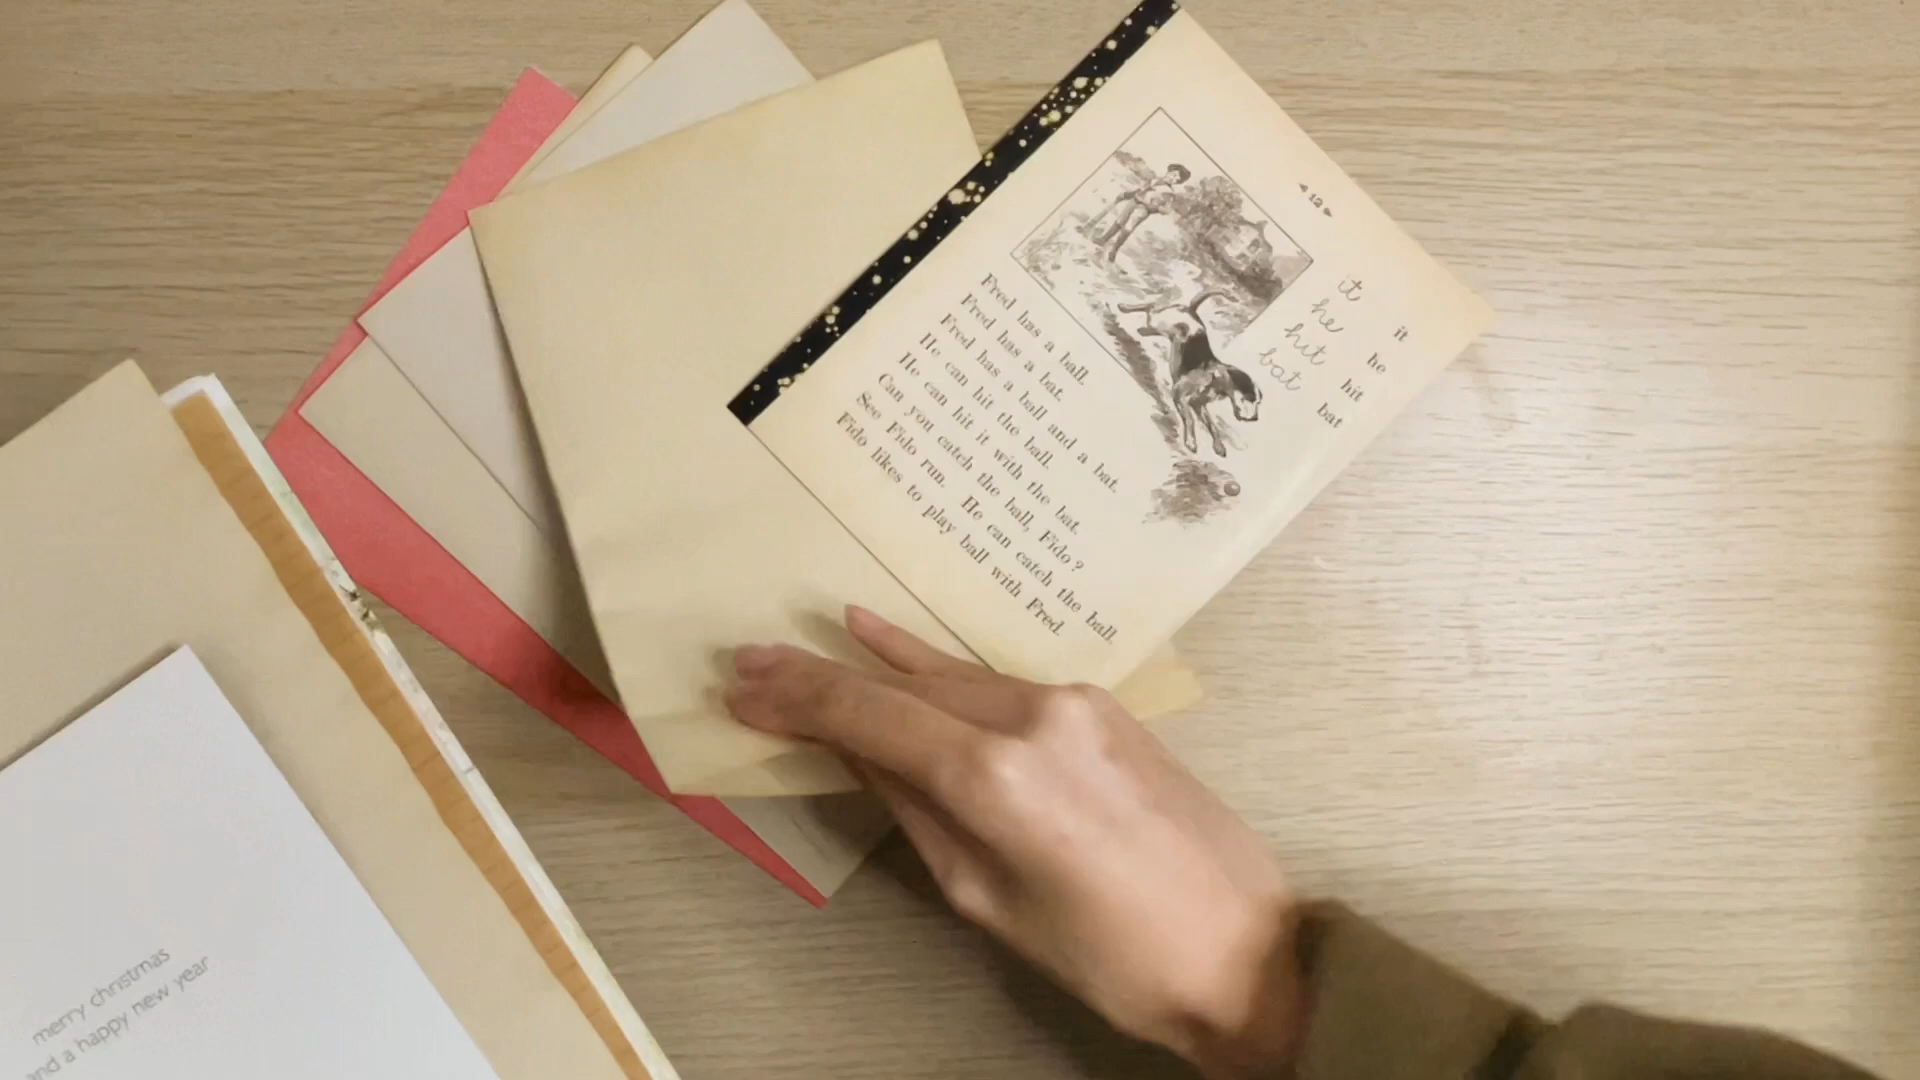 ◄ 12 ►
it it
he he
hit hit
bat bat
Fred has a ball.
Fred has a bat.
Fred has a ball and a bat.
He can hit the ball.
He can hit it with the bat.
Can you catch the ball, Fido?
See Fido run. He can catch the ball.
Fido likes to play ball with Fred.
merry christmas
and a happy new year